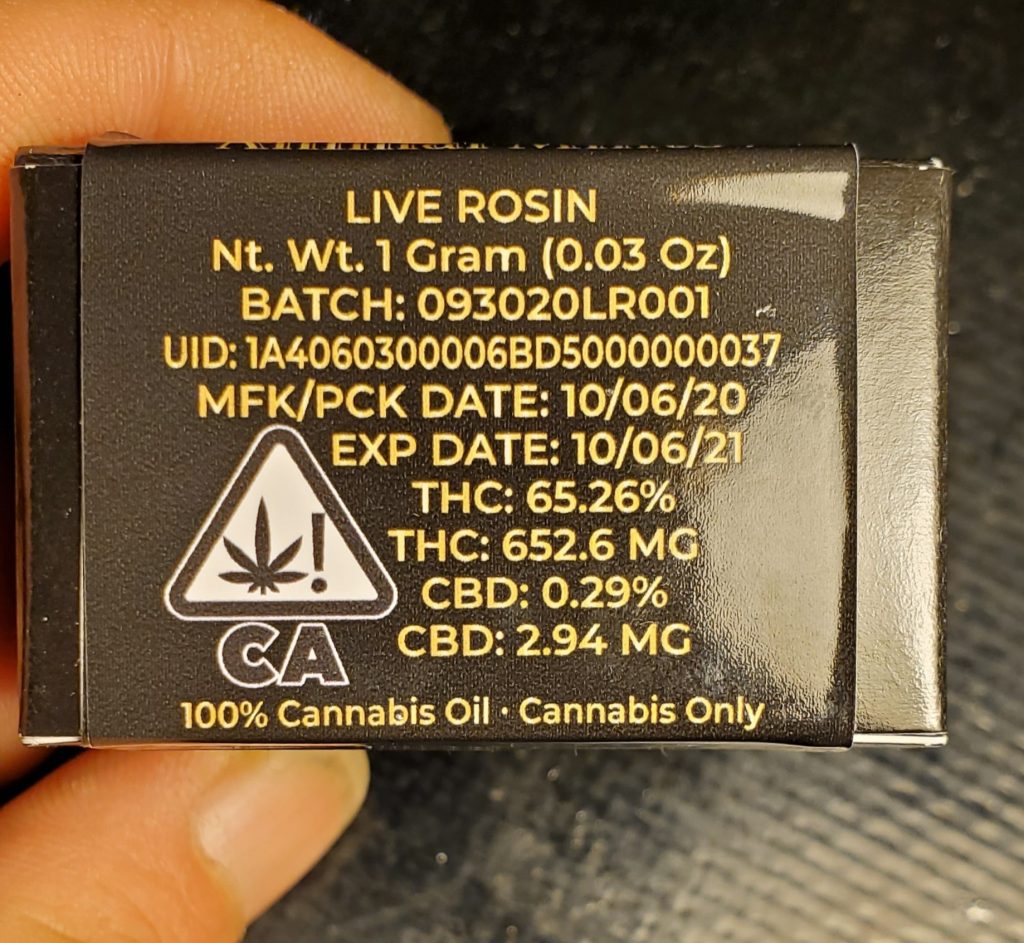 LIVE ROSIN
Nt. Wt. 1 Gram (0.03 Oz)
BATCH: 093020LR001
UID: 1A4060300006BD5000000037
MFK/PCK DATE: 10/06/20
EXP DATE: 10/06/21
THC: 65.26%
THC: 652.6 MG
CBD: 0.29%
CBD: 2.94 MG
!
CA
100% Cannabis Oil · Cannabis Only